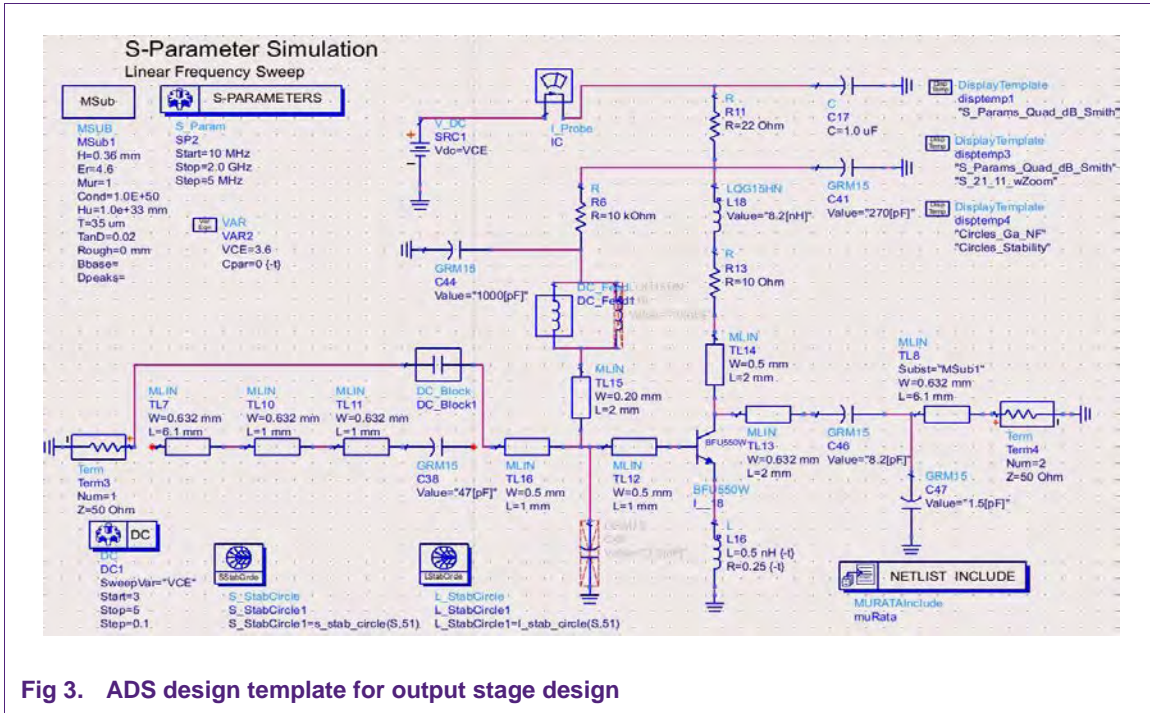 S-Parameter Simulation
Linear Frequency Sweep
MSub
MSUB
MSub1
H=0.36 mm
Er=4.6
Mur=1
Cond=1.0E+50
Hu=1.0e+33 mm
T=35 um
TanD=0.02
Rough=0 mm
Bbase=
Dpeaks=
S-PARAMETERS
S_Param
SP2
Start=10 MHz
Stop=2.0 GHz
Step=5 MHz
Var
Eqn
VAR
VAR2
VCE=3.6
Cpar=0 {-t}
V_DC
SRC1
Vdc=VCE
I_Probe
IC
R
R11
R=22 Ohm
C
C17
C=1.0 uF
Disp
Temp
DisplayTemplate
disptemp1
"S_Params_Quad_dB_Smith"
Disp
Temp
DisplayTemplate
disptemp3
"S_Params_Quad_dB_Smith"
"S_21_11_wZoom"
Disp
Temp
DisplayTemplate
disptemp4
"Circles_Ga_NF"
"Circles_Stability"
R
R6
R=10 kOhm
LQG15HN
L18
Value="8.2[nH]"
GRM15
C41
Value="270[pF]"
GRM15
C44
Value="1000[pF]"
R
R13
R=10 Ohm
DC_Feed
DC_Feed1
MLIN
TL14
W=0.5 mm
L=2 mm
MLIN
TL15
W=0.20 mm
L=2 mm
MLIN
TL8
Subst="MSub1"
W=0.632 mm
L=6.1 mm
DC_Block
DC_Block1
MLIN
TL7
W=0.632 mm
L=6.1 mm
MLIN
TL10
W=0.632 mm
L=1 mm
MLIN
TL11
W=0.632 mm
L=1 mm
Term
Term3
Num=1
Z=50 Ohm
GRM15
C38
Value="47[pF]"
MLIN
TL16
W=0.5 mm
L=1 mm
MLIN
TL12
W=0.5 mm
L=1 mm
BFU550W
BFU550W
MLIN
TL13
W=0.632 mm
L=2 mm
GRM15
C46
Value="8.2[pF]"
Term
Term4
Num=2
Z=50 Ohm
GRM15
C47
Value="1.5[pF]"
L
L16
L=0.5 nH {-t}
R=0.25 {-t}
DC
DC
DC1
SweepVar="VCE"
Start=3
Stop=5
Step=0.1
SStabCircle
S_StabCircle
S_StabCircle1
S_StabCircle1=s_stab_circle(S,51)
LStabCircle
L_StabCircle
L_StabCircle1
L_StabCircle1=l_stab_circle(S,51)
NETLIST INCLUDE
MURATAInclude
muRata
Fig 3. ADS design template for output stage design